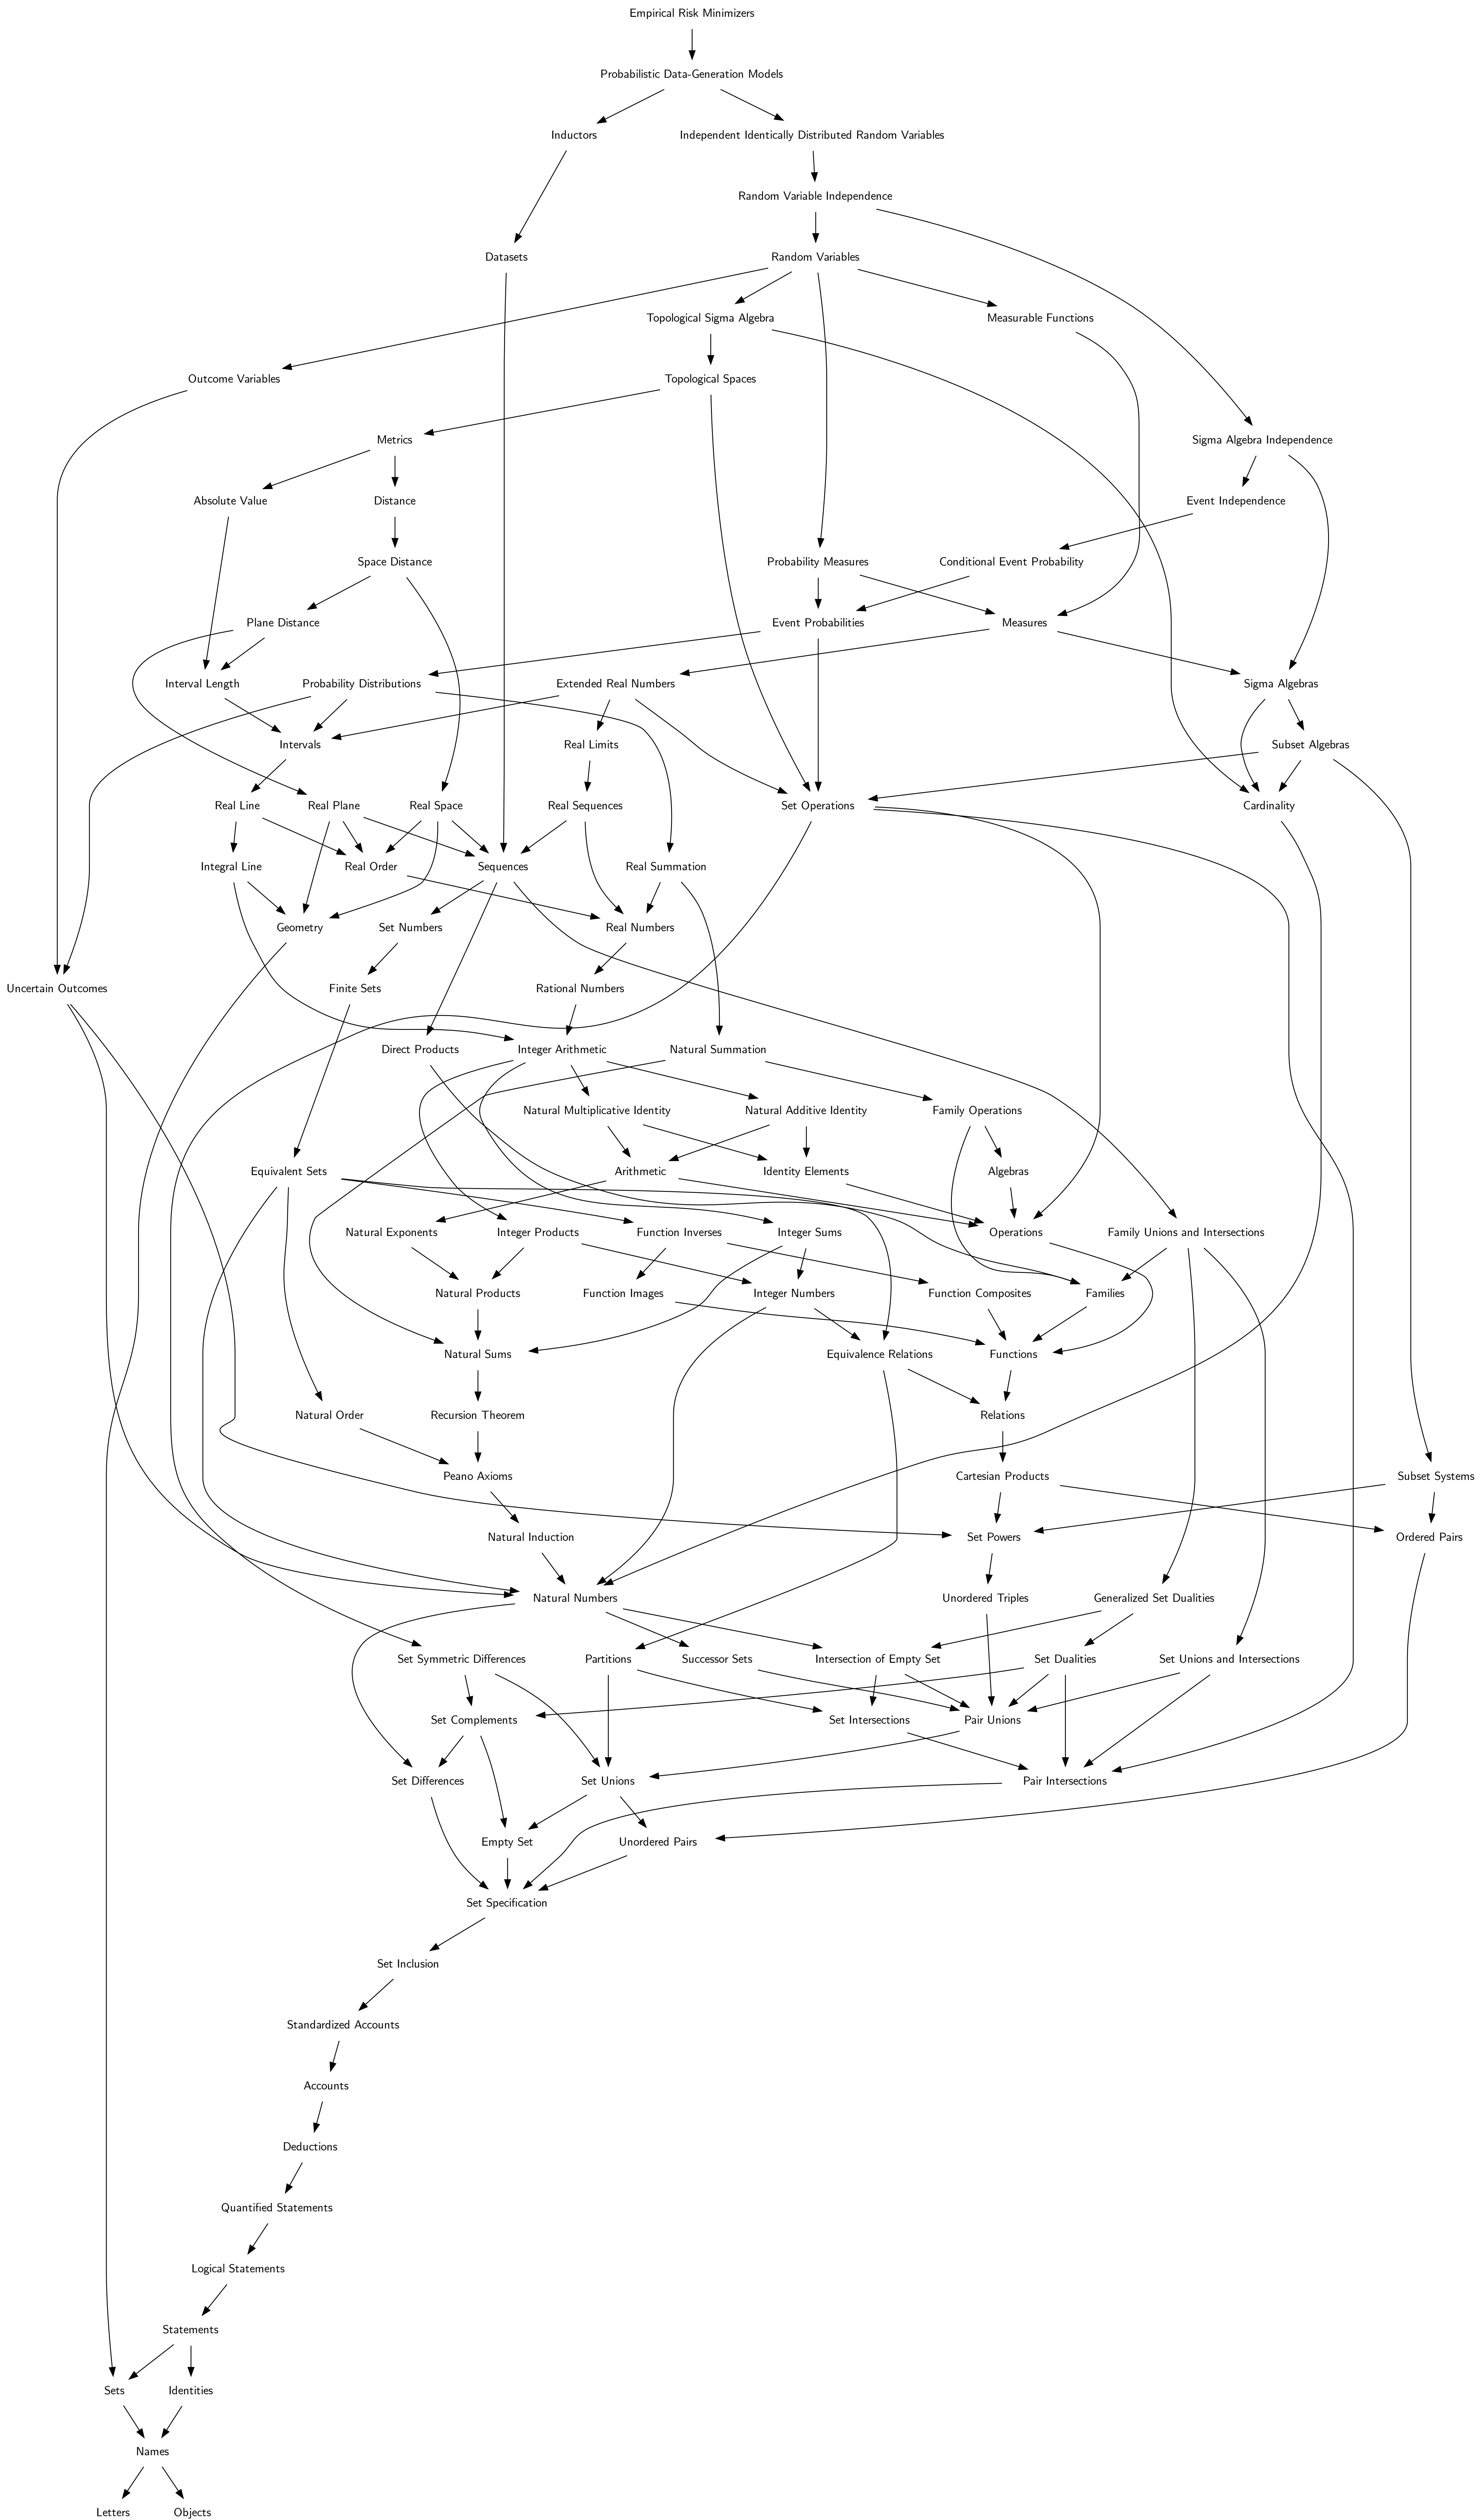 Empirical Risk Minimizers
Probabilistic Data-Generation Models
Inductors
Independent Identically Distributed Random Variables
Random Variable Independence
Datasets
Random Variables
Topological Sigma Algebra
Measurable Functions
Outcome Variables
Topological Spaces
Metrics
Sigma Algebra Independence
Absolute Value
Distance
Event Independence
Space Distance
Probability Measures
Conditional Event Probability
Plane Distance
Event Probabilities
Measures
Interval Length
Probability Distributions
Extended Real Numbers
Sigma Algebras
Intervals
Real Limits
Subset Algebras
Real Line
Real Plane
Real Space
Real Sequences
Set Operations
Cardinality
Integral Line
Real Order
Sequences
Real Summation
Geometry
Set Numbers
Real Numbers
Uncertain Outcomes
Finite Sets
Rational Numbers
Direct Products
Integer Arithmetic
Natural Summation
Natural Multiplicative Identity
Natural Additive Identity
Family Operations
Equivalent Sets
Arithmetic
Identity Elements
Algebras
Natural Exponents
Integer Products
Function Inverses
Integer Sums
Operations
Family Unions and Intersections
Natural Products
Function Images
Integer Numbers
Function Composites
Families
Natural Sums
Equivalence Relations
Functions
Natural Order
Recursion Theorem
Relations
Peano Axioms
Cartesian Products
Subset Systems
Natural Induction
Set Powers
Ordered Pairs
Natural Numbers
Unordered Triples
Generalized Set Dualities
Set Symmetric Differences
Partitions
Successor Sets
Intersection of Empty Set
Set Dualities
Set Unions and Intersections
Set Complements
Set Intersections
Pair Unions
Set Differences
Set Unions
Pair Intersections
Empty Set
Unordered Pairs
Set Specification
Set Inclusion
Standardized Accounts
Accounts
Deductions
Quantified Statements
Logical Statements
Statements
Sets
Identities
Names
Letters
Objects